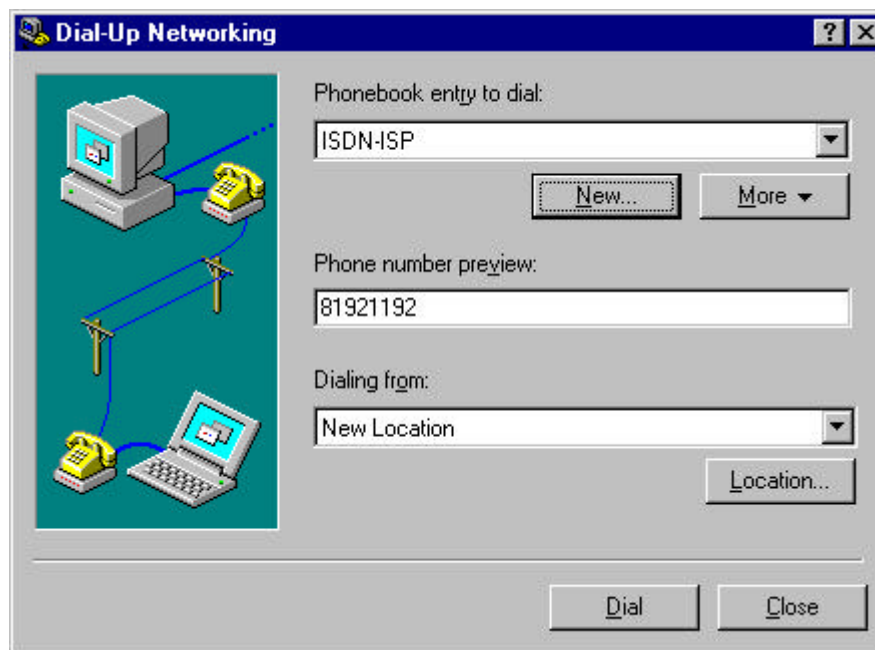 Dial-Up Networking
Phonebook entry to dial:
ISDN-ISP
New... More
Phone number preview:
81921192
Dialing from:
New Location
Location...
Dial Close